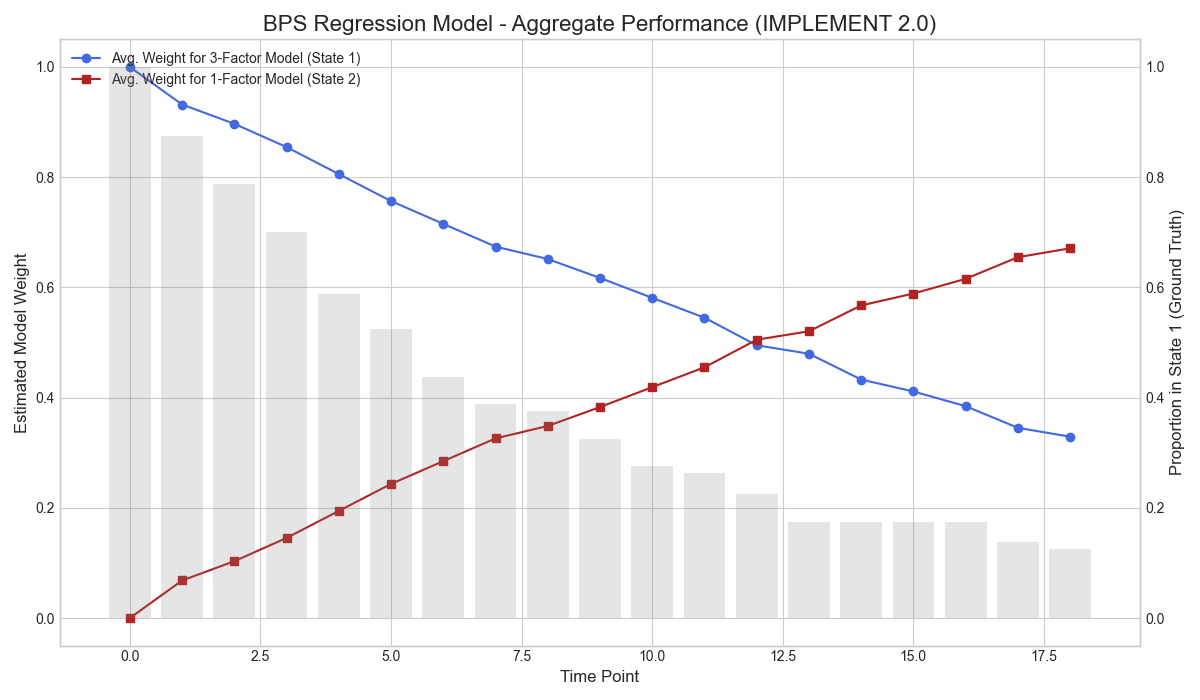 BPS Regression Model - Aggregate Performance (IMPLEMENT 2.0)
Avg. Weight for 3-Factor Model (State 1)
Avg. Weight for 1-Factor Model (State 2)
Estimated Model Weight
1.0
0.8
0.6
0.4
0.2
0.0
1.0
0.8
0.6
0.4
0.2
0.0
Proportion in State 1 (Ground Truth)
0.0 2.5 5.0 7.5 10.0 12.5 15.0 17.5
Time Point